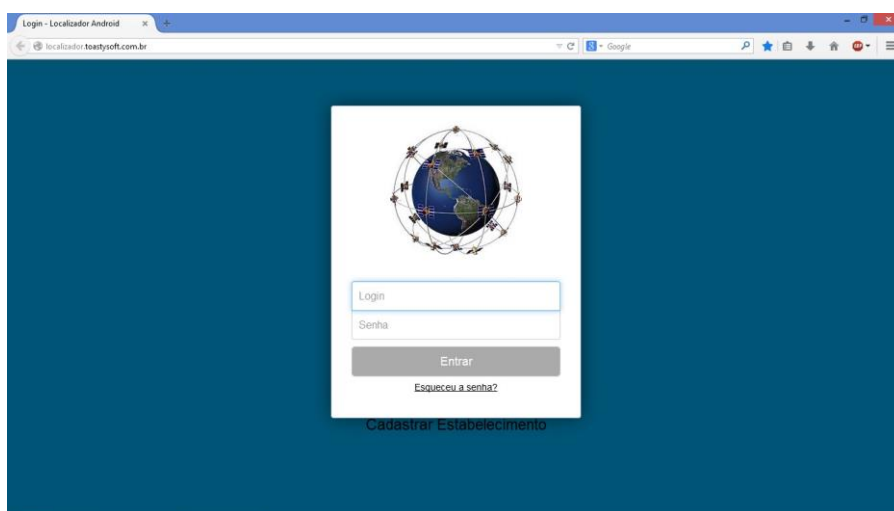 Login - Localizador Android
localizador.toastysoft.com.br
Google
Login
Senha
Entrar
Esqueceu a senha?
Cadastrar Estabelecimento